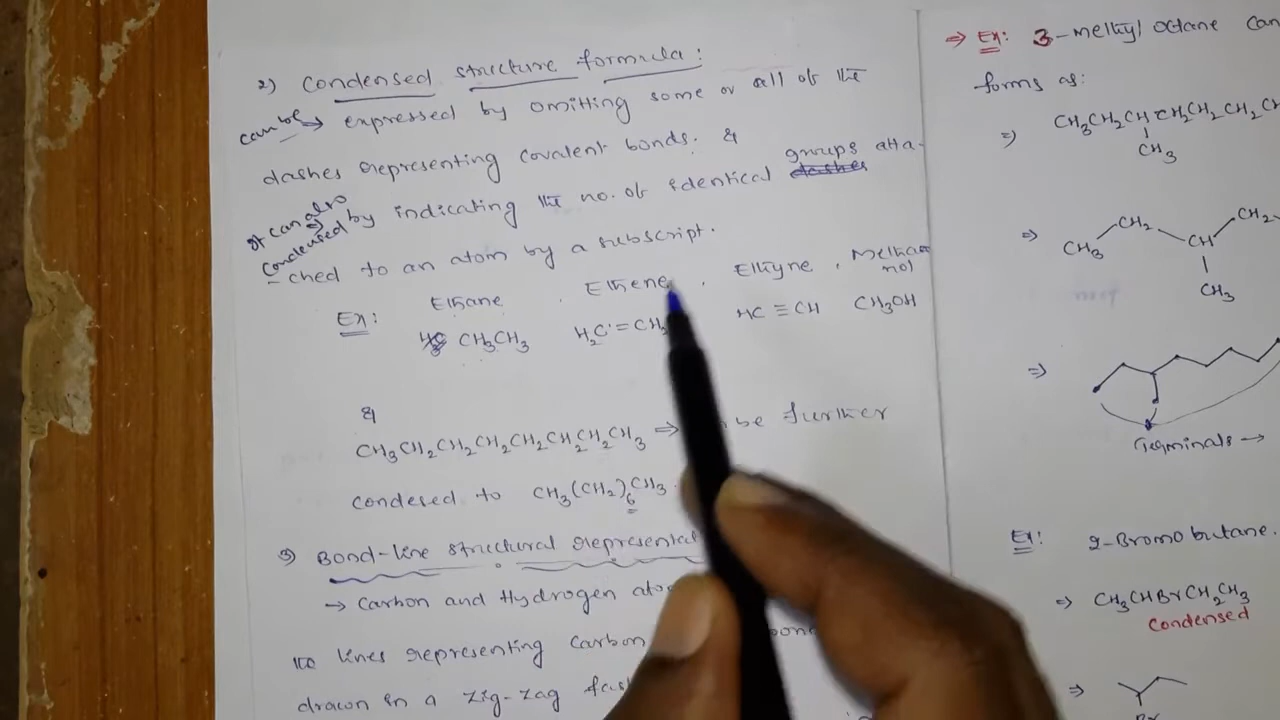 2) Condensed structure formula:
can be → expressed by omitting some or all of the
dashes representing covalent bonds. &
It can also condensed ⇒ by indicating the no. of identical groups atta-
-ched to an atom by a subscript.
Ex: Ethane , Ethene , Ethyne , Methanol
CH3CH3 H2C=CH2 HC≡CH CH3OH
&
CH3CH2CH2CH2CH2CH2CH2CH3 ⇒ be further
condesed to CH3(CH2)6CH3.
3) Bond-line structural
→ Carbon and Hydrogen
lines representing carbon
drawn in a zig-zag
⇒ Ex: 3-methyl octane can
forms as:
⇒ CH3CH2CHCH2CH2CH2
CH3
⇒ CH3 CH2 CH CH2
CH3
⇒
Terminals →
Ex: 2-Bromobutane.
⇒ CH3CHBrCH2CH3
Condensed
⇒
Br